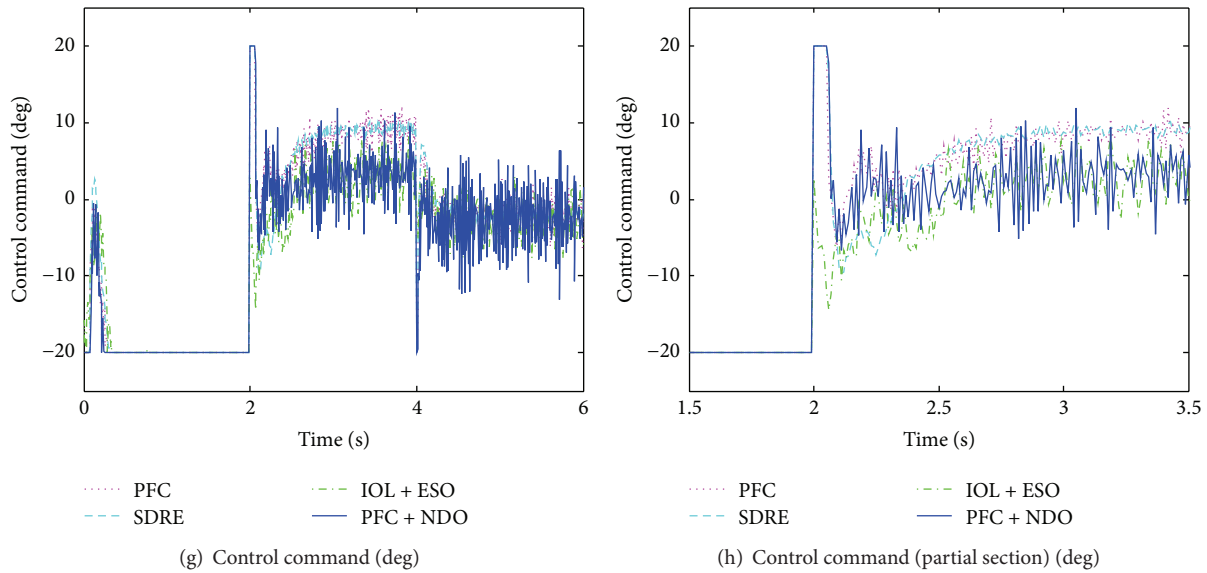 20
10
0
−10
−20
Control command (deg)
0
2
4
6
Time (s)
PFC
SDRE
IOL + ESO
PFC + NDO
(g) Control command (deg)
20
10
0
−10
−20
Control command (deg)
1.5
2
2.5
3
3.5
Time (s)
PFC
SDRE
IOL + ESO
PFC + NDO
(h) Control command (partial section) (deg)